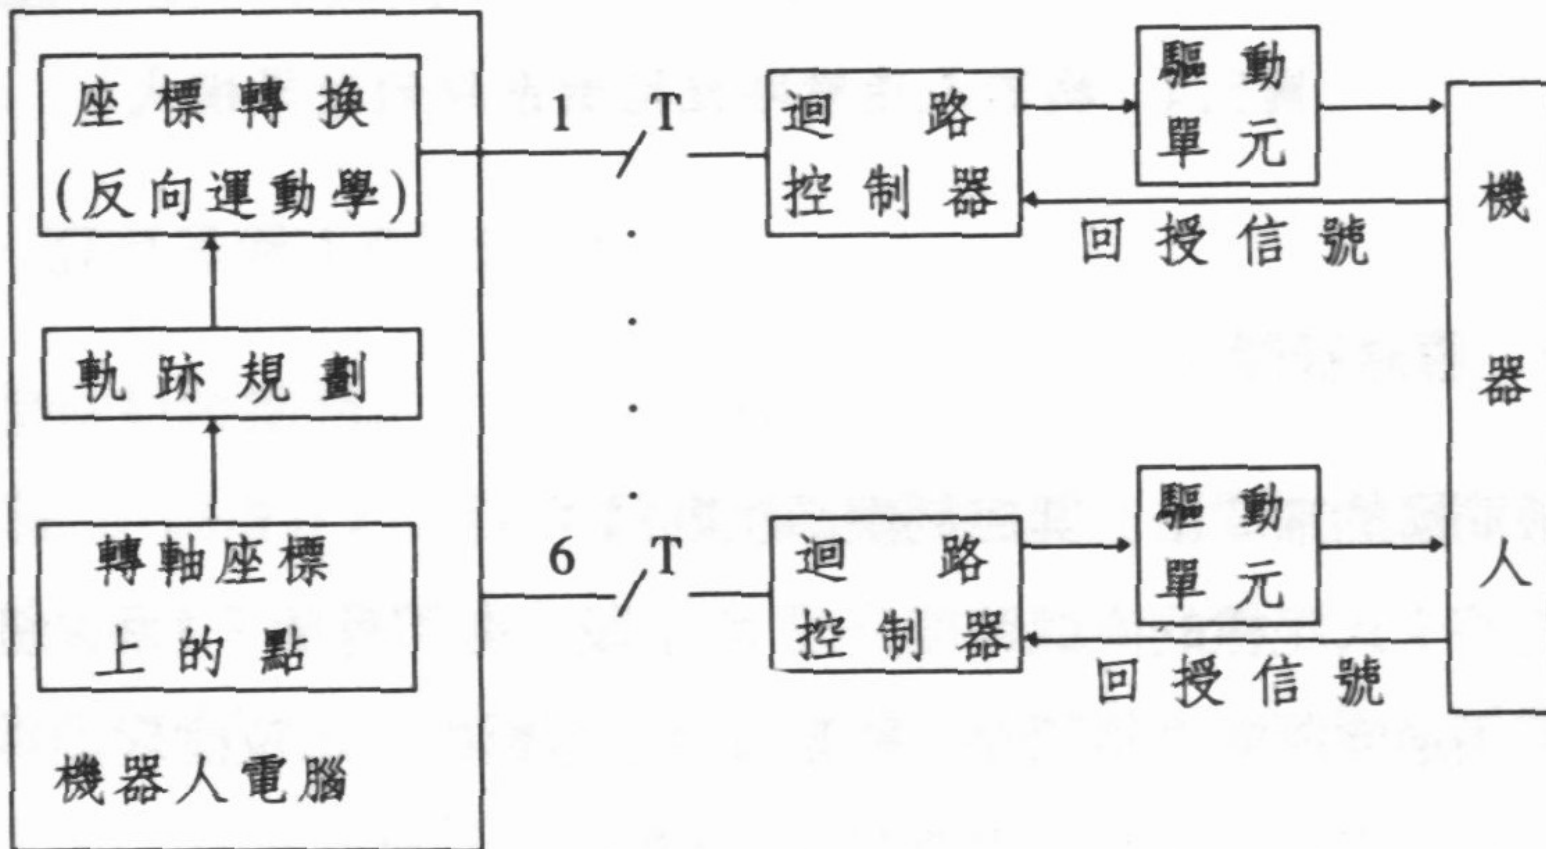 座標轉換
(反向運動學)
軌跡規劃
轉軸座標
上的點
機器人電腦
1 T
迴路
控制器
驅動
單元
回授信號
6 T
迴路
控制器
驅動
單元
回授信號
機
器
人